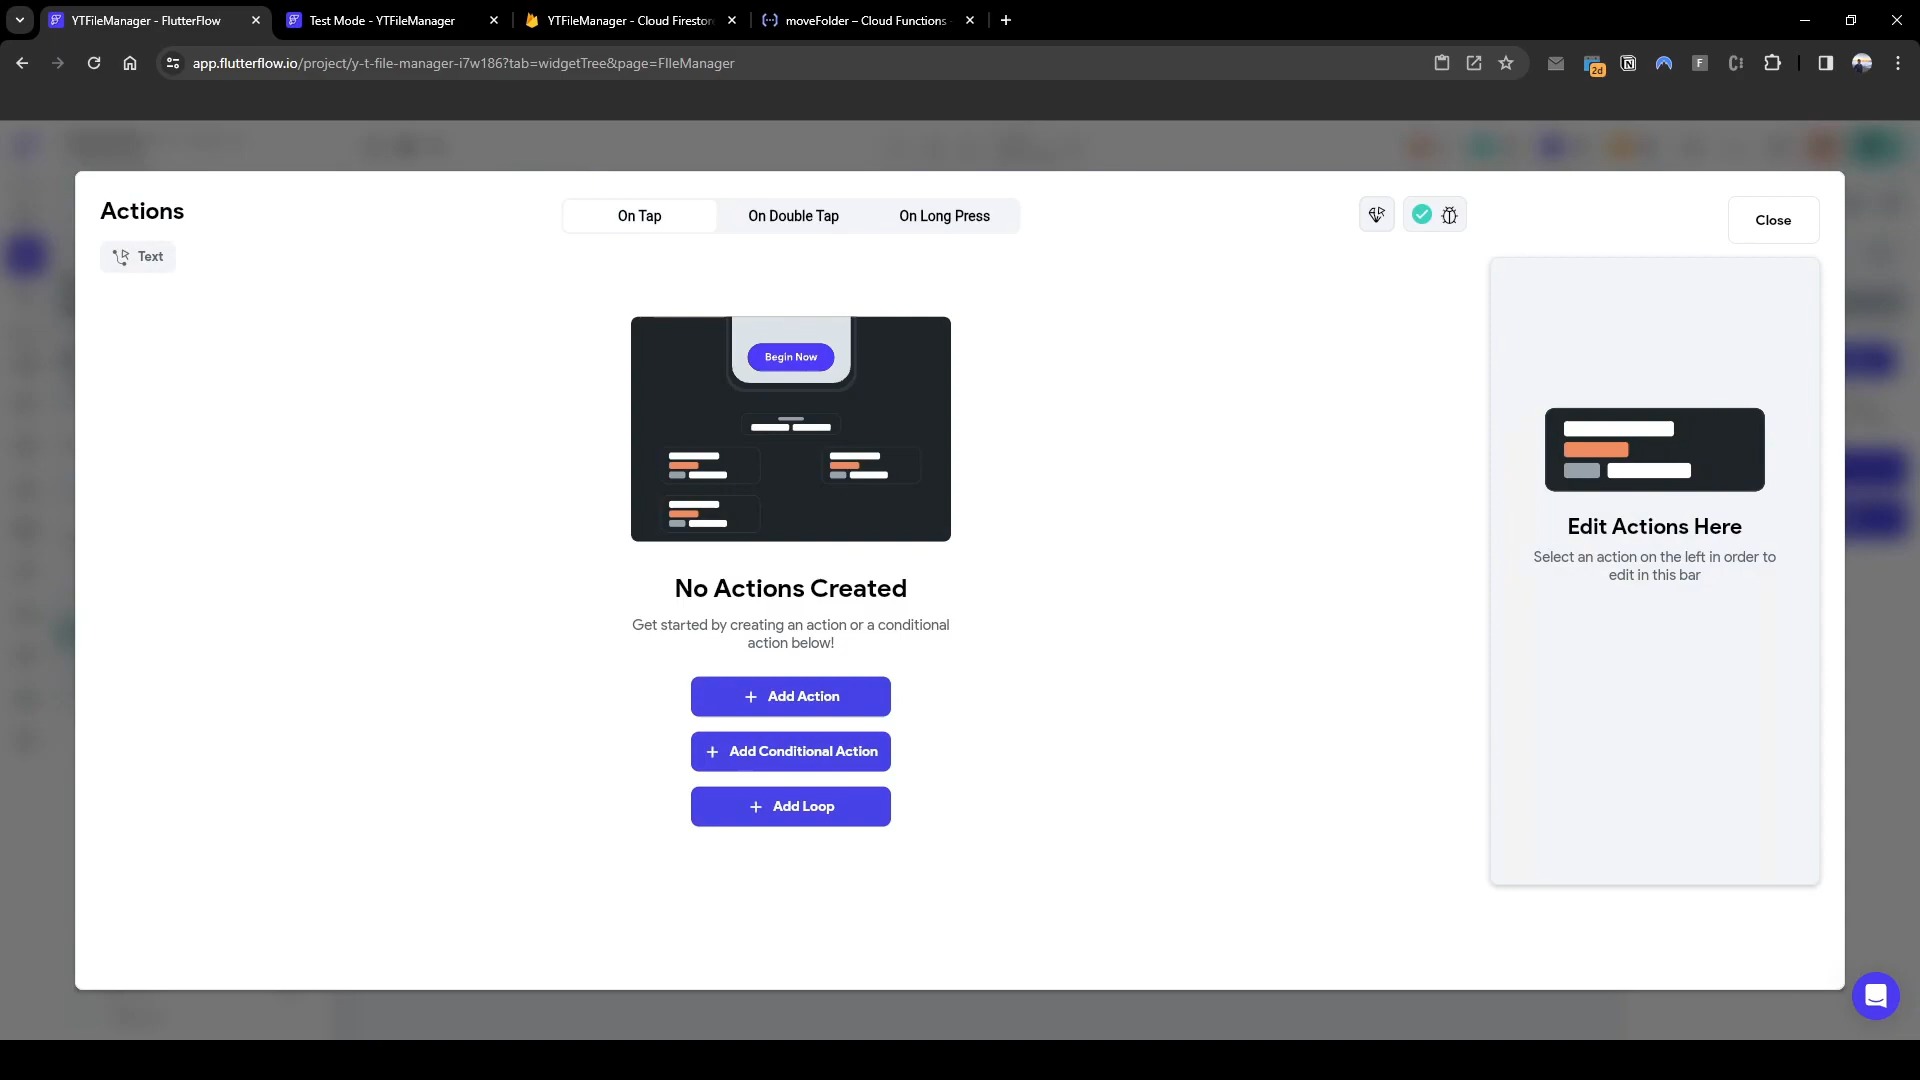 YTFileManager - FlutterFlow
Test Mode - YTFileManager
YTFileManager - Cloud Firestor
moveFolder – Cloud Functions
app.flutterflow.io/project/y-t-file-manager-i7w186?tab=widgetTree&page=FIleManager
2d
F
Actions
On Tap
On Double Tap
On Long Press
Close
Text
Begin Now
No Actions Created
Get started by creating an action or a conditional
action below!
+ Add Action
+ Add Conditional Action
+ Add Loop
Edit Actions Here
Select an action on the left in order to
edit in this bar